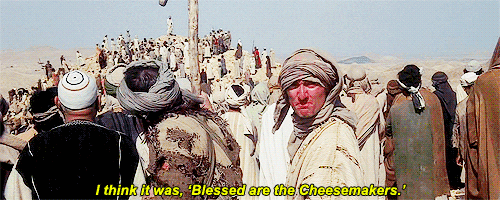 I think it was, 'Blessed are the Cheesemakers.'